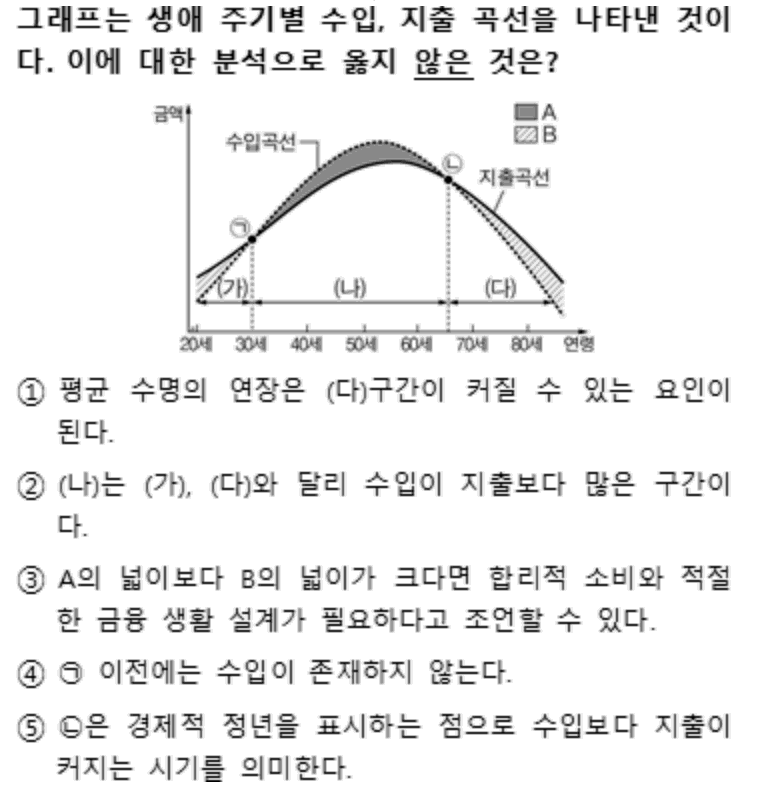 그래프는 생애 주기별 수입, 지출 곡선을 나타낸 것이
다. 이에 대한 분석으로 옳지 않은 것은?
금액
A
B
수입곡선
㉡
지출곡선
㉠
(가)
(나)
(다)
20세 30세 40세 50세 60세 70세 80세 연령
① 평균 수명의 연장은 (다)구간이 커질 수 있는 요인이
된다.
② (나)는 (가), (다)와 달리 수입이 지출보다 많은 구간이
다.
③ A의 넓이보다 B의 넓이가 크다면 합리적 소비와 적절
한 금융 생활 설계가 필요하다고 조언할 수 있다.
④ ㉠ 이전에는 수입이 존재하지 않는다.
⑤ ㉡은 경제적 정년을 표시하는 점으로 수입보다 지출이
커지는 시기를 의미한다.